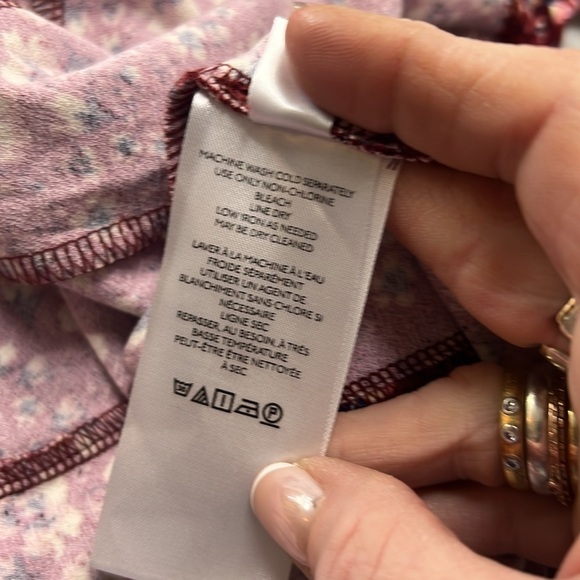 MACHINE WASH COLD SEPARATELY
USE ONLY NON-CHLORINE
BLEACH
LINE DRY
LOW IRON AS NEEDED
MAY BE DRY CLEANED
LAVER À LA MACHINE À L'EAU
FROIDE SÉPARÉMENT
UTILISER UN AGENT DE
BLANCHIMENT SANS CHLORE SI
NÉCESSAIRE
LIGNE SEC
REPASSER, AU BESOIN, À TRÈS
BASSE TEMPÉRATURE
PEUT-ÊTRE ÊTRE NETTOYÉE
À SEC